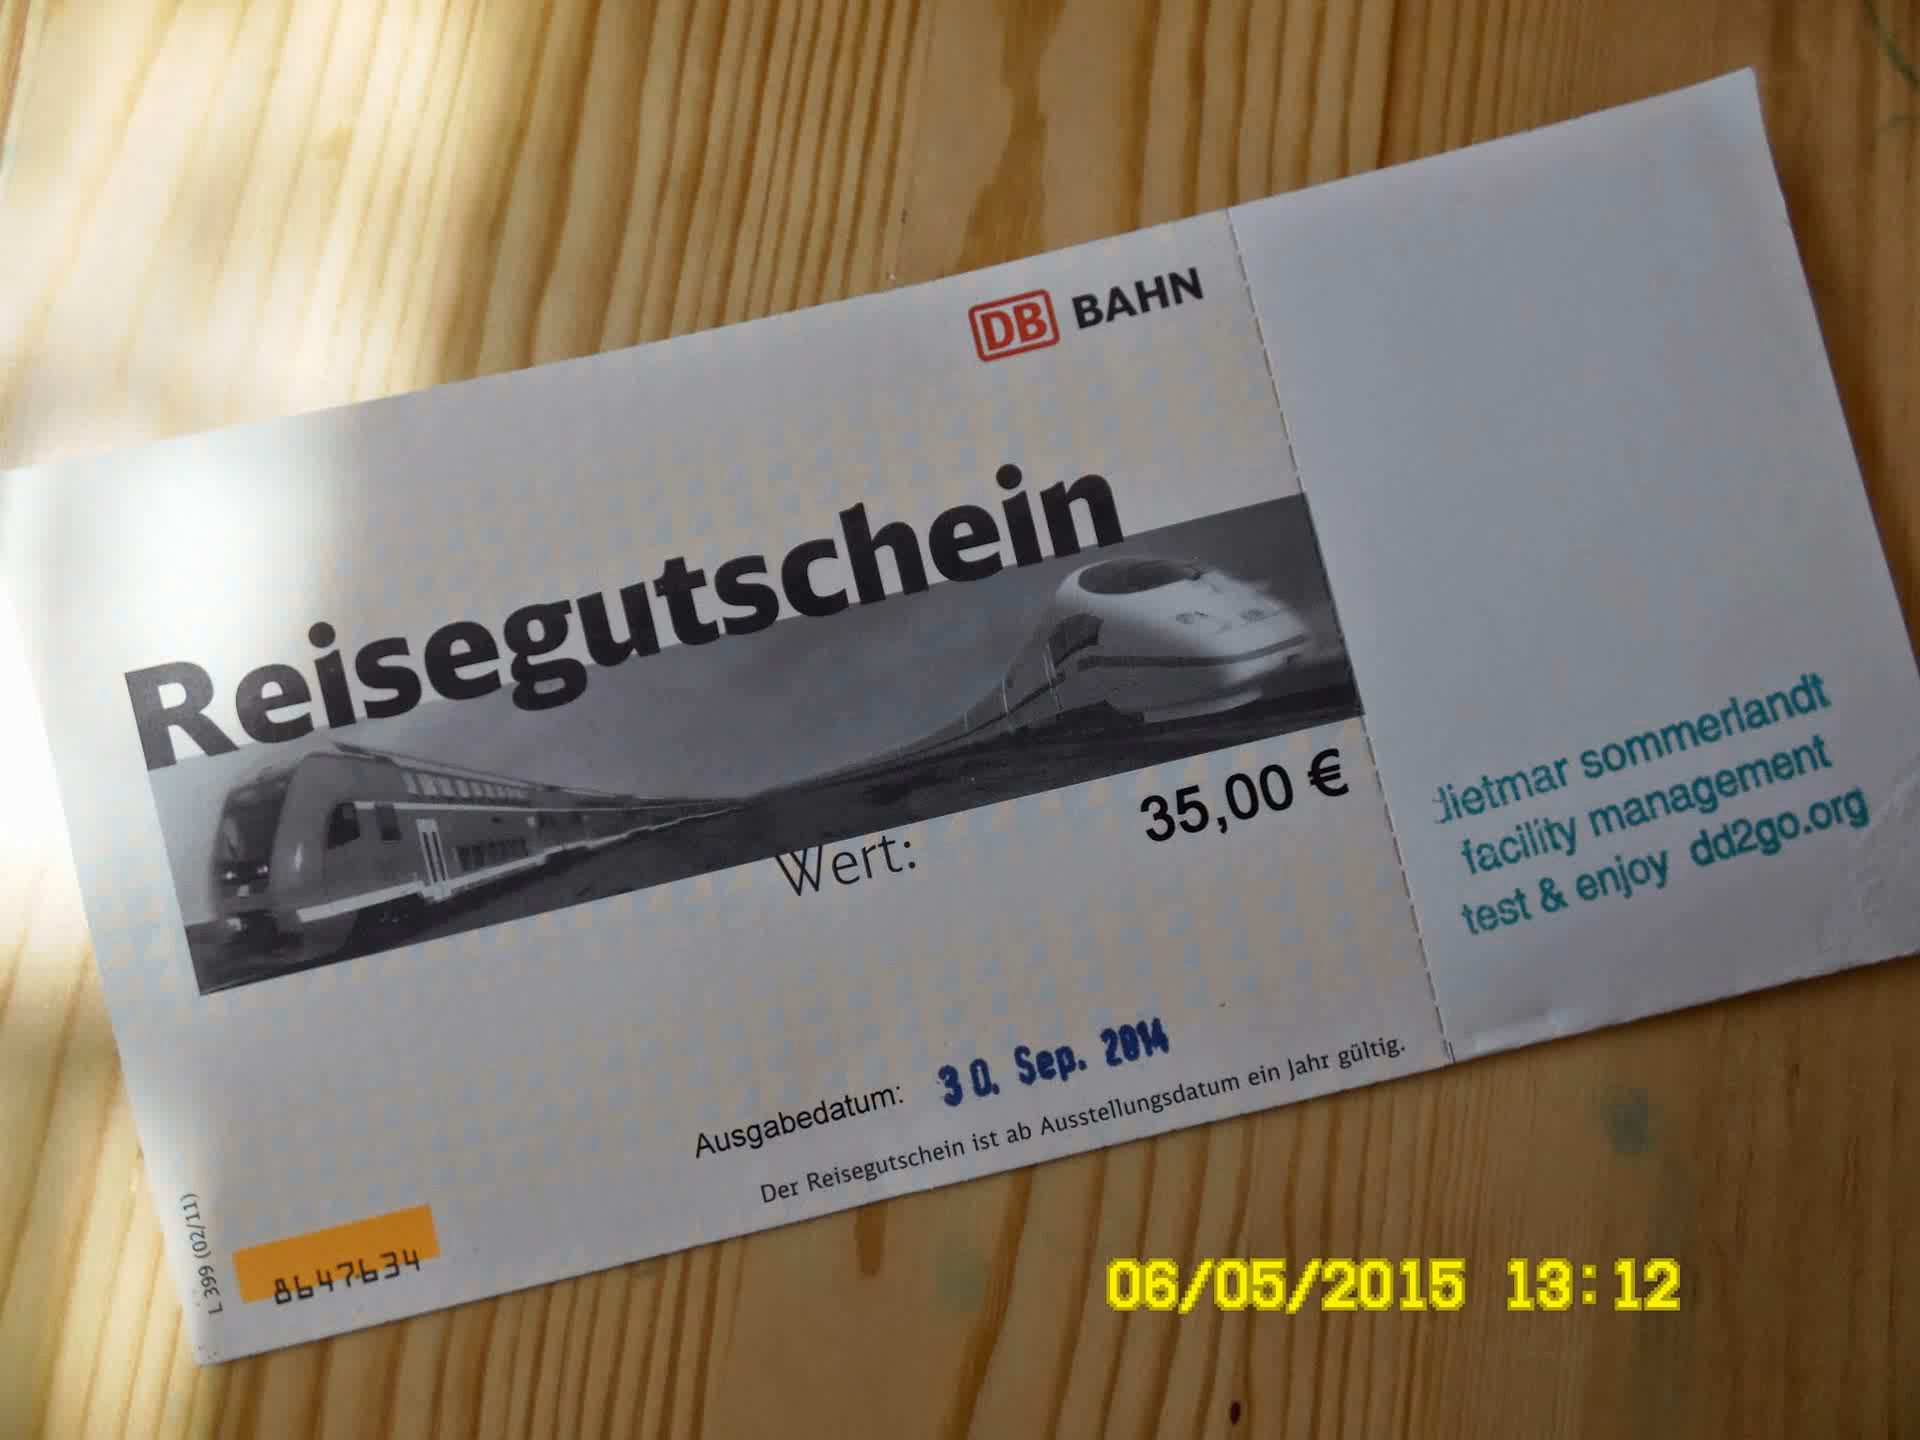 DB BAHN
Reisegutschein
Wert: 35,00 €
dietmar sommerlandt
facility management
test & enjoy dd2go.org
Ausgabedatum: 30. Sep. 2014
Der Reisegutschein ist ab Ausstellungsdatum ein Jahr gültig.
L 399 (02/11)
8647634
06/05/2015 13:12